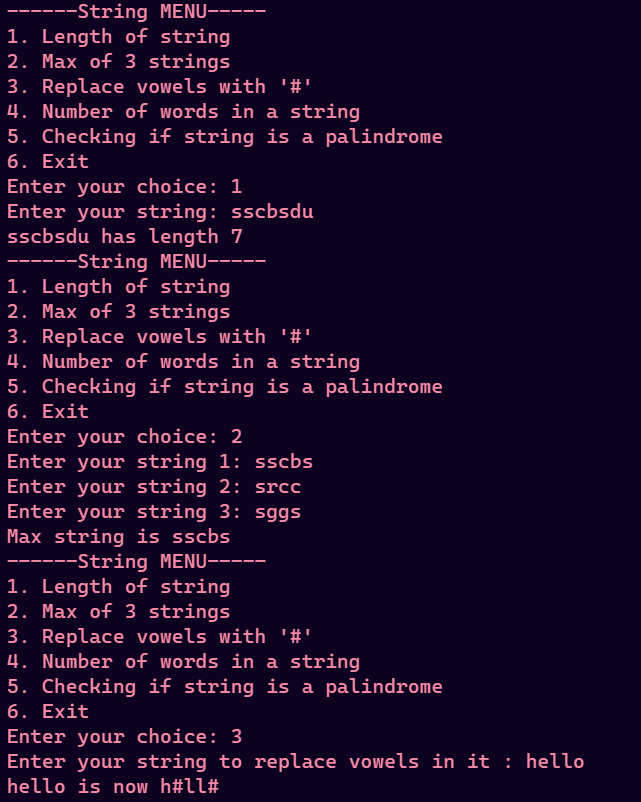 ------String MENU-----
1. Length of string
2. Max of 3 strings
3. Replace vowels with '#'
4. Number of words in a string
5. Checking if string is a palindrome
6. Exit
Enter your choice: 1
Enter your string: sscbsdu
sscbsdu has length 7
------String MENU-----
1. Length of string
2. Max of 3 strings
3. Replace vowels with '#'
4. Number of words in a string
5. Checking if string is a palindrome
6. Exit
Enter your choice: 2
Enter your string 1: sscbs
Enter your string 2: srcc
Enter your string 3: sggs
Max string is sscbs
------String MENU-----
1. Length of string
2. Max of 3 strings
3. Replace vowels with '#'
4. Number of words in a string
5. Checking if string is a palindrome
6. Exit
Enter your choice: 3
Enter your string to replace vowels in it : hello
hello is now h#ll#